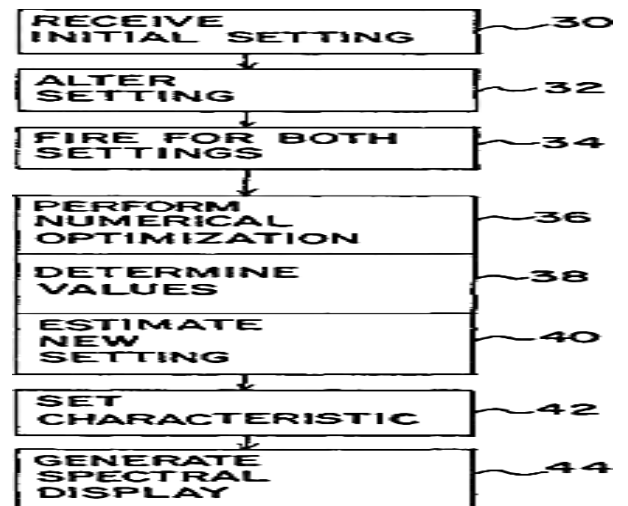 RECEIVE
INITIAL SETTING
30
ALTER
SETTING
32
FIRE FOR BOTH
SETTINGS
34
PERFORM
NUMERICAL
OPTIMIZATION
36
DETERMINE
VALUES
38
ESTIMATE
NEW
SETTING
40
SET
CHARACTERISTIC
42
GENERATE
SPECTRAL
DISPLAY
44